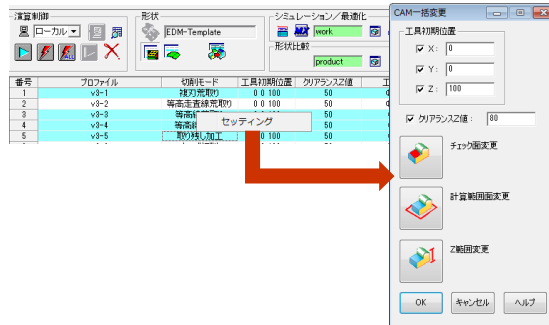 演算制御
ローカル
形状
EDM-Template
シミュレーション/最適化
work
形状比較
product
番号 プロファイル 切削モード 工具初期位置 クリアランスZ値 工
1 v3-1 荒刃荒取り 0 0 100 50
2 v3-2 等高走査線荒取り 0 0 100 50
3 v3-3 等高 0 0 100 50
4 v3-4 等高 50
5 v3-5 取り残し加工 0 0 100 50
セッティング
CAM一括変更
工具初期位置
X: 0
Y: 0
Z: 100
クリアランスZ値: 80
チェック面変更
計算範囲面変更
Z範囲変更
OK キャンセル ヘルプ